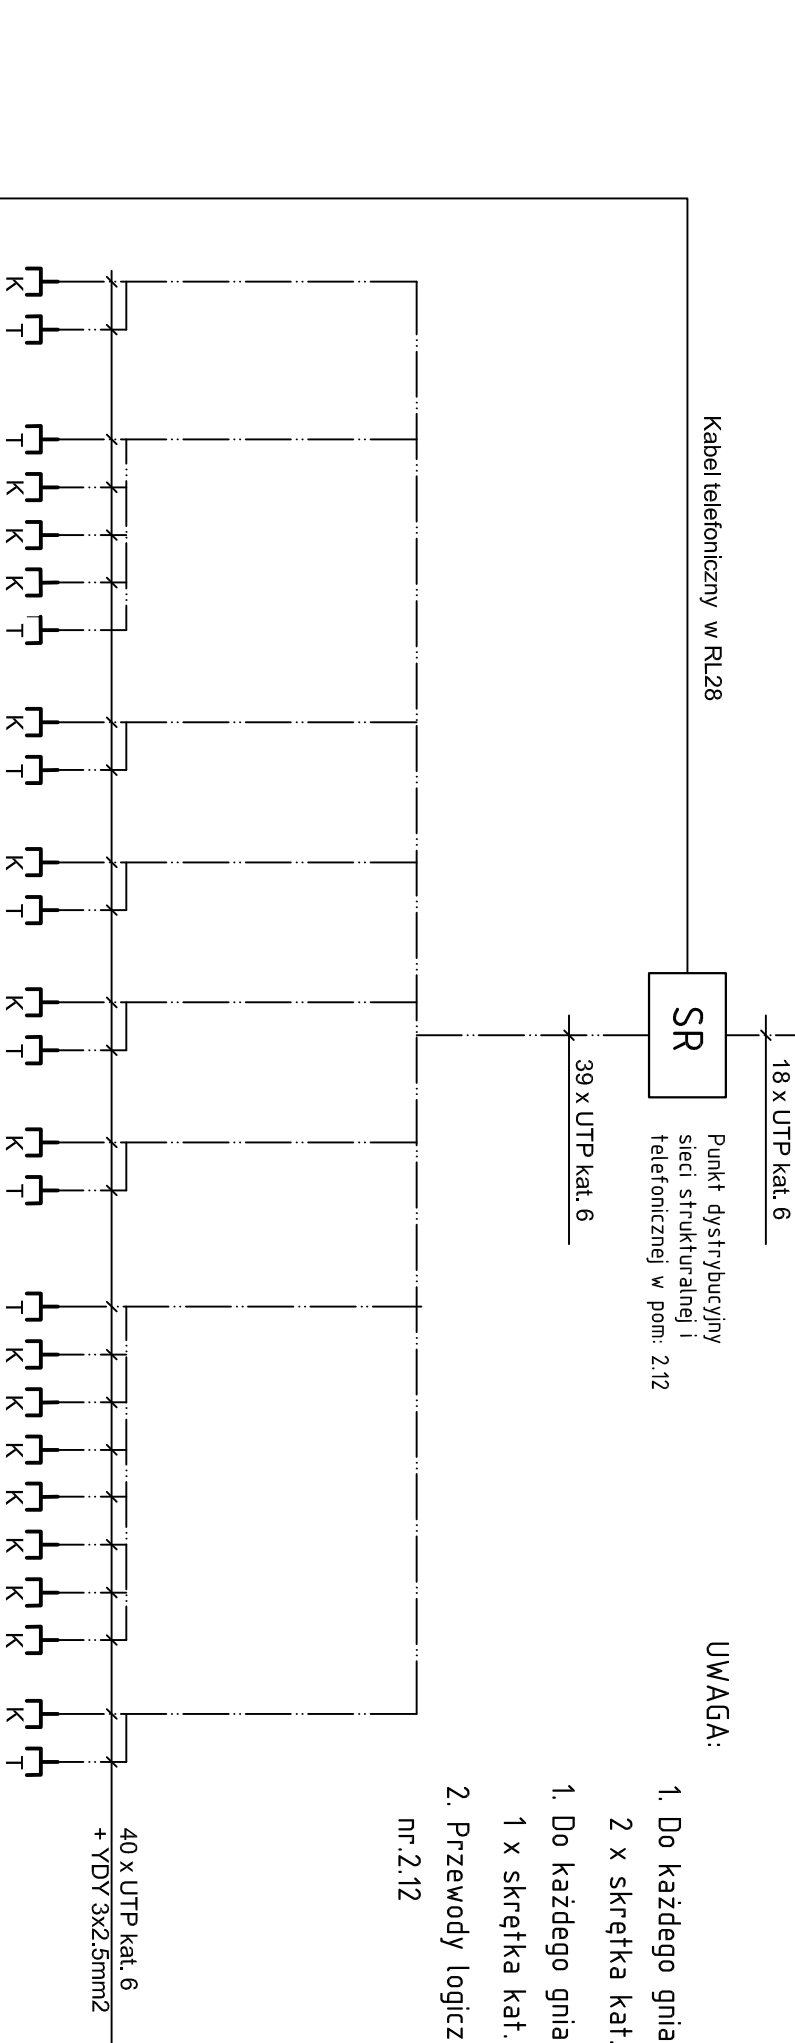 18 x UTP kat. 6
Kabel telefoniczny w RL28
SR
Punkt dystrybucyjny
sieci strukturalnej i
telefonicznej w pom: 2.12
39 x UTP kat. 6
UWAGA:
1. Do każdego gnia
2 x skrętka kat.
1. Do każdego gnia
1 x skrętka kat.
2. Przewody logicz
nr.2.12
40 x UTP kat. 6
+ YDY 3x2.5mm2
K T T K K K T K T K T K T K T T K K K K K K K K T